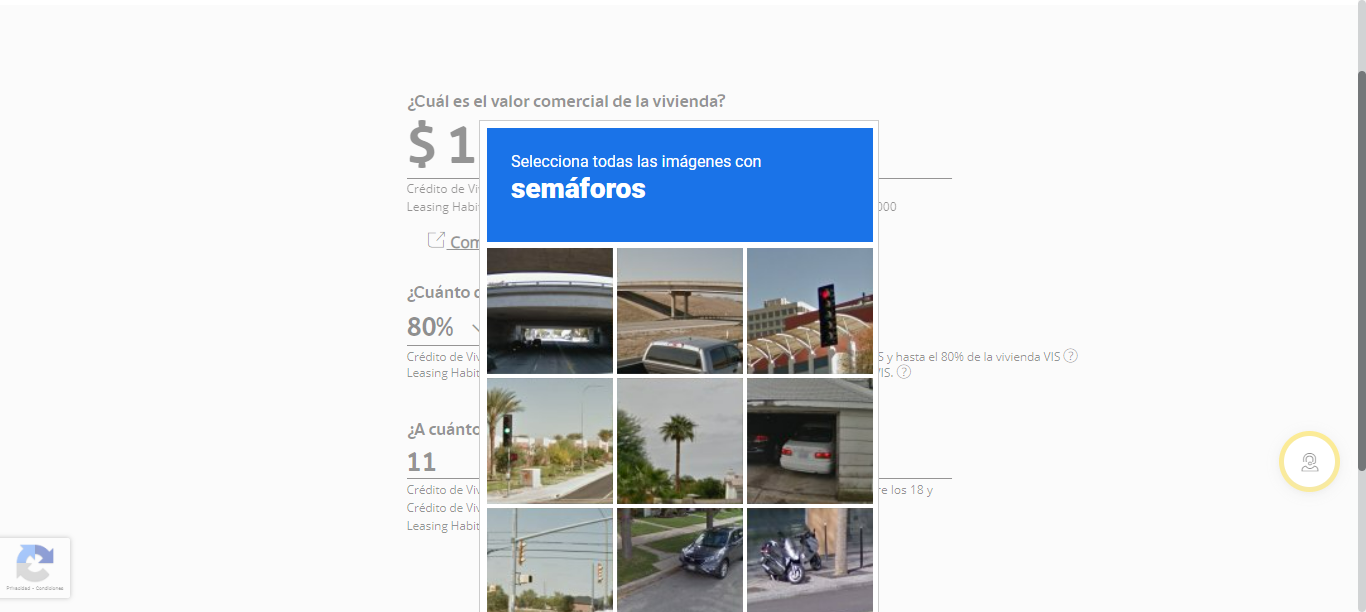 ¿Cuál es el valor comercial de la vivienda?
$ 1
Selecciona todas las imágenes con
semáforos
Crédito de Vi
Leasing Habi
000
Com
¿Cuánto
80%
Crédito de Viv
S y hasta el 80% de la vivienda VIS
Leasing Habit
VIS.
¿A cuánto
11
Crédito de Viv
re los 18 y
Crédito de Viv
Leasing Habit
Privacidad - Condiciones